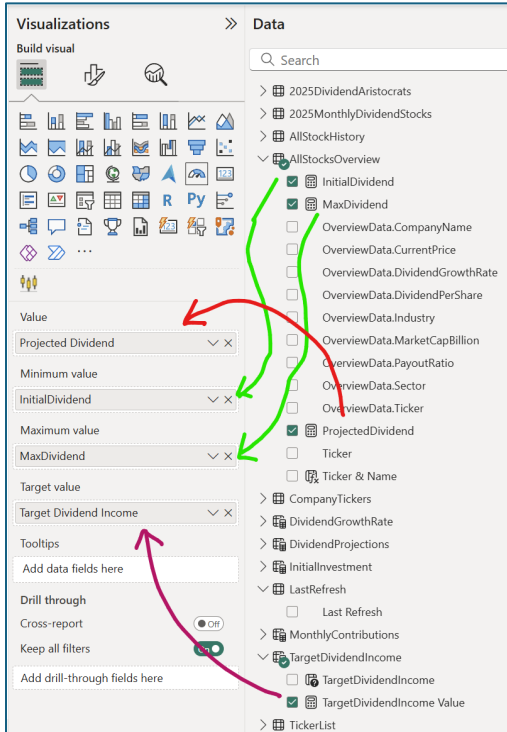 Visualizations
Build visual
123
R
Py
Value
Projected Dividend
Minimum value
InitialDividend
Maximum value
MaxDividend
Target value
Target Dividend Income
Tooltips
Add data fields here
Drill through
Cross-report
Off
Keep all filters
On
Add drill-through fields here
Data
Search
2025DividendAristocrats
2025MonthlyDividendStocks
AllStockHistory
AllStocksOverview
InitialDividend
MaxDividend
OverviewData.CompanyName
OverviewData.CurrentPrice
OverviewData.DividendGrowthRate
OverviewData.DividendPerShare
OverviewData.Industry
OverviewData.MarketCapBillion
OverviewData.PayoutRatio
OverviewData.Sector
OverviewData.Ticker
ProjectedDividend
Ticker
Ticker & Name
CompanyTickers
DividendGrowthRate
DividendProjections
InitialInvestment
LastRefresh
Last Refresh
MonthlyContributions
TargetDividendIncome
TargetDividendIncome
TargetDividendIncome Value
TickerList